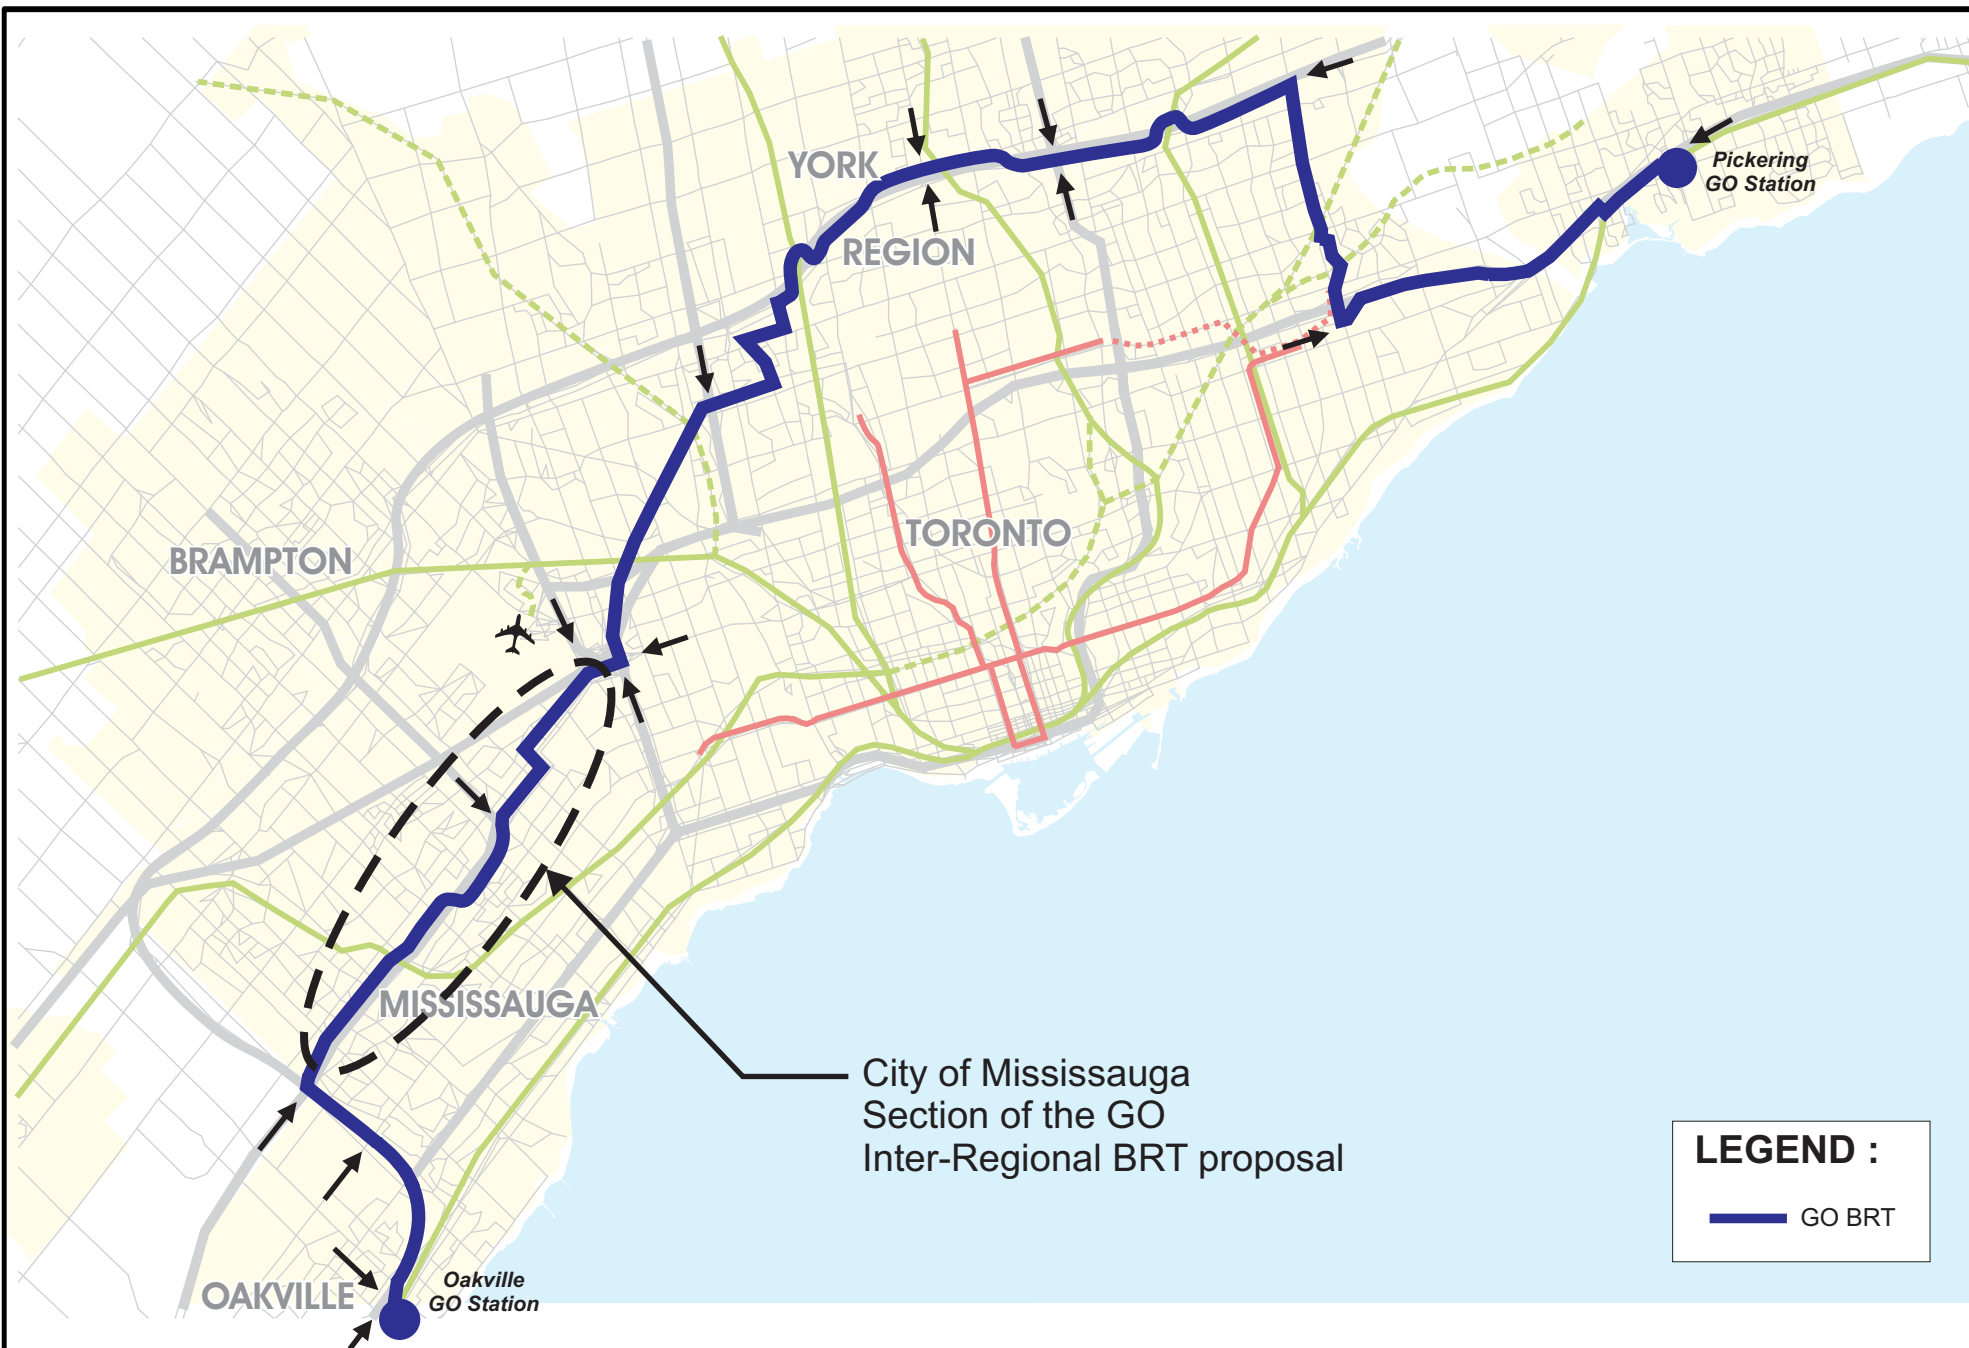 YORK
REGION
Pickering
GO Station
TORONTO
BRAMPTON
MISSISSAUGA
City of Mississauga
Section of the GO
Inter-Regional BRT proposal
LEGEND :
GO BRT
OAKVILLE
Oakville
GO Station